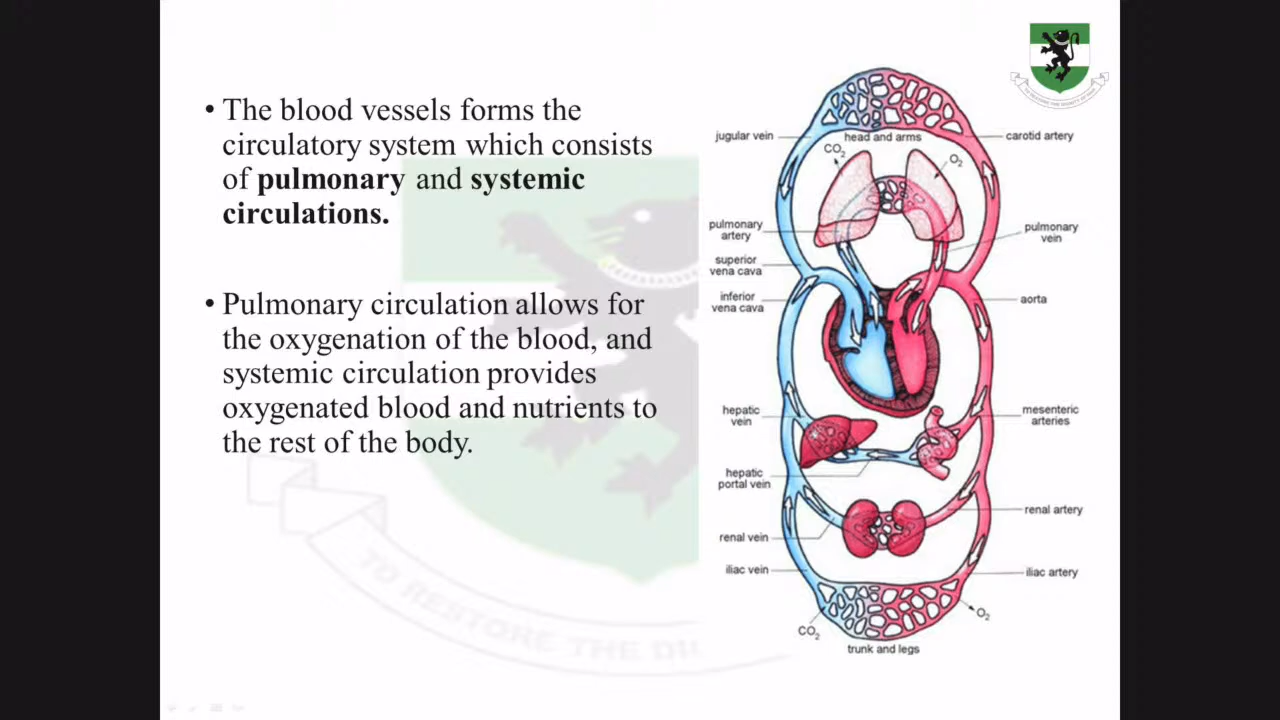 • The blood vessels forms the
circulatory system which consists
of pulmonary and systemic
circulations.
• Pulmonary circulation allows for
the oxygenation of the blood, and
systemic circulation provides
oxygenated blood and nutrients to
the rest of the body.
jugular vein
head and arms
carotid artery
CO2
O2
pulmonary
artery
pulmonary
vein
superior
vena cava
inferior
vena cava
aorta
hepatic
vein
mesenteric
arteries
hepatic
portal vein
renal artery
renal vein
iliac vein
iliac artery
CO2
O2
trunk and legs
TO RESTORE THE